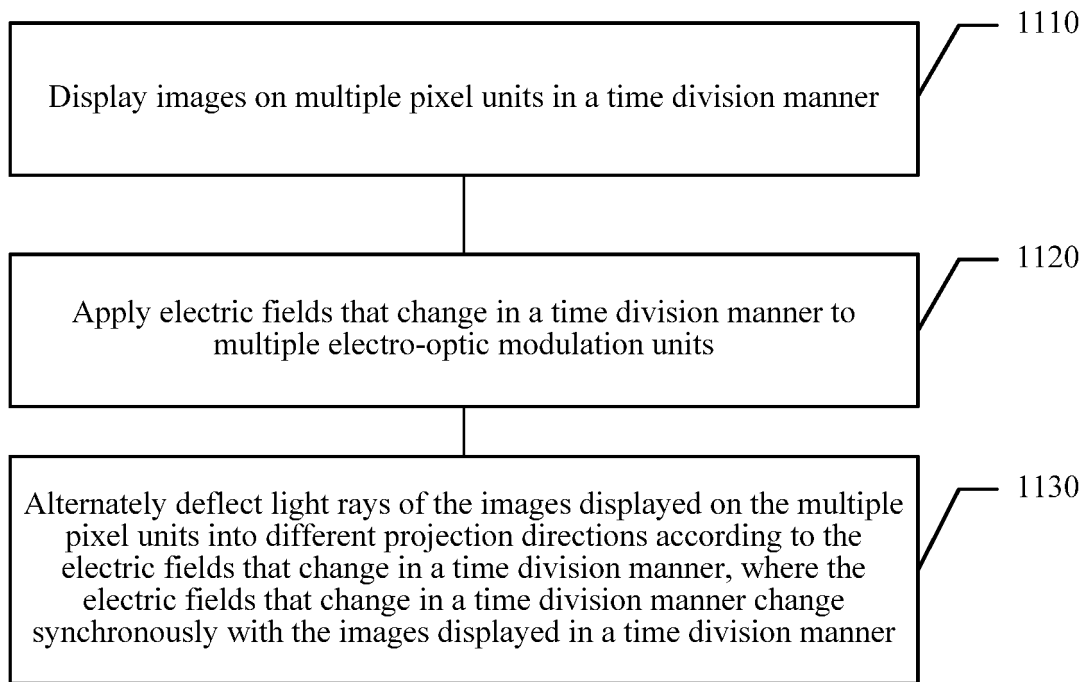 1110
Display images on multiple pixel units in a time division manner
1120
Apply electric fields that change in a time division manner to
multiple electro-optic modulation units
1130
Alternately deflect light rays of the images displayed on the multiple
pixel units into different projection directions according to the
electric fields that change in a time division manner, where the
electric fields that change in a time division manner change
synchronously with the images displayed in a time division manner